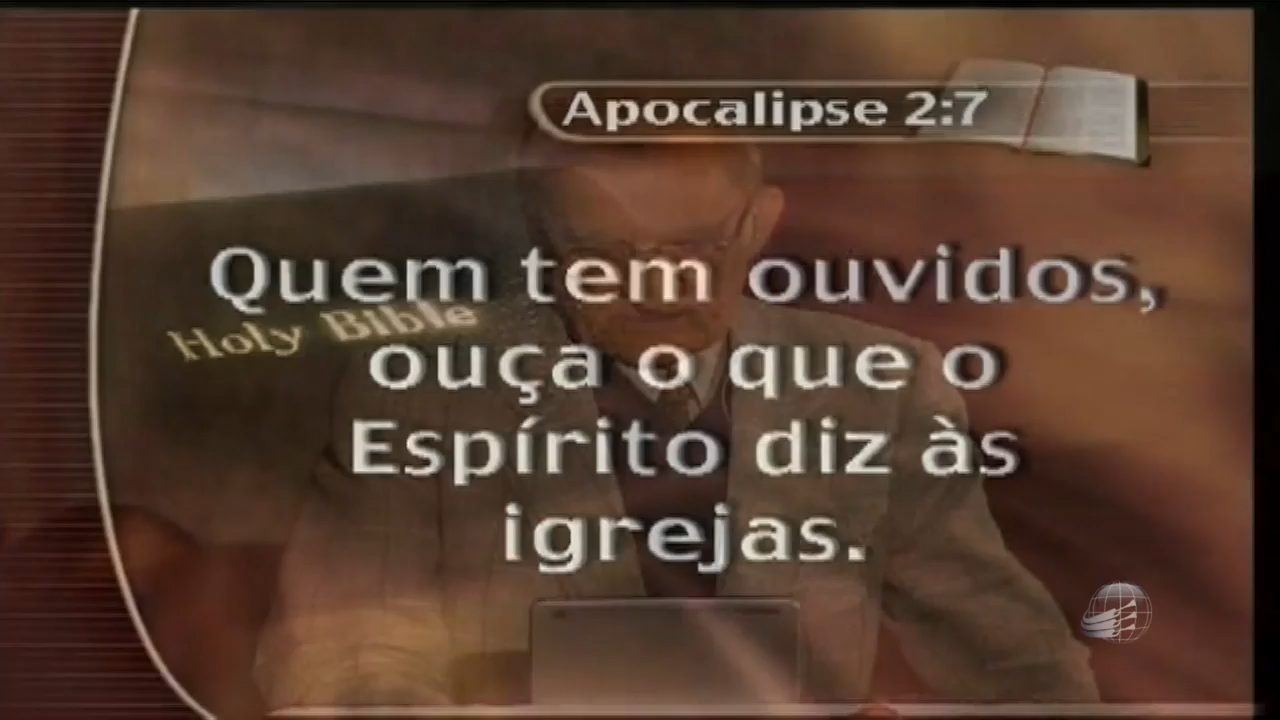 Apocalipse 2:7
Quem tem ouvidos,
Holy Bible
ouça o que o
Espírito diz às
igrejas.